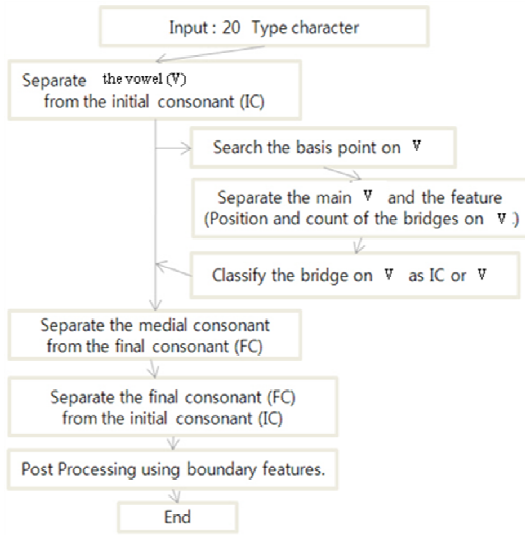 Input : 20 Type character
Separate the vowel (V)
from the initial consonant (IC)
Search the basis point on V
Separate the main V and the feature
(Position and count of the bridges on V.)
Classify the bridge on V as IC or V
Separate the medial consonant
from the final consonant (FC)
Separate the final consonant (FC)
from the initial consonant (IC)
Post Processing using boundary features.
End